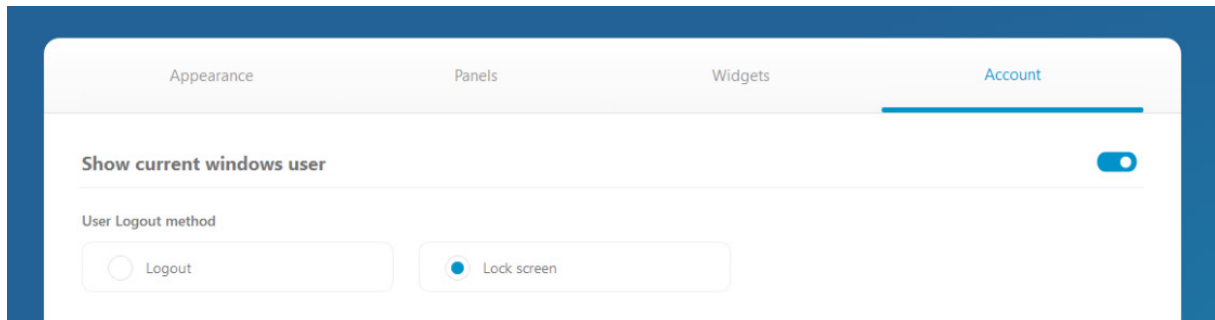 Appearance Panels Widgets Account
Show current windows user
User Logout method
Logout Lock screen